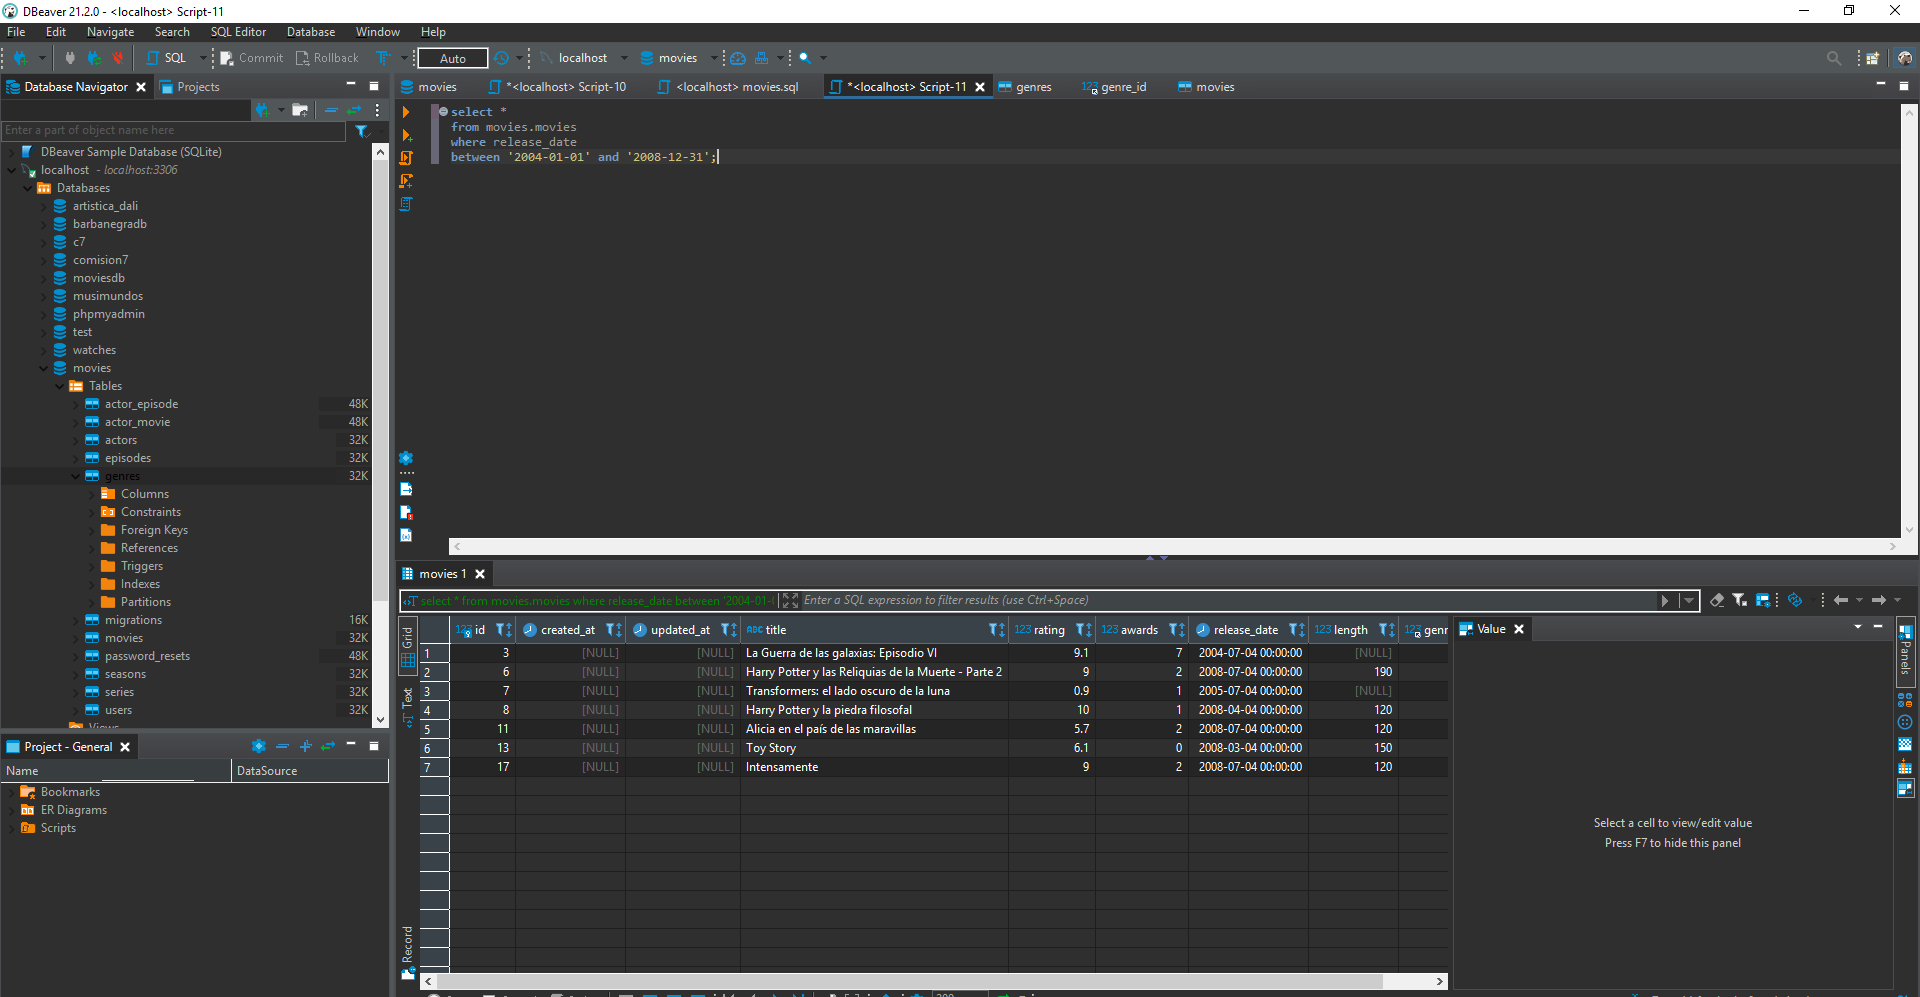 DBeaver 21.2.0 - <localhost> Script-11
File Edit Navigate Search SQL Editor Database Window Help
SQL Commit Rollback Auto localhost movies
Database Navigator Projects
movies *<localhost> Script-10 <localhost> movies.sql *<localhost> Script-11 genres genre_id movies
Enter a part of object name here
DBeaver Sample Database (SQLite)
localhost - localhost:3306
Databases
artistica_dali
barbanegradb
c7
comision7
moviesdb
musimundos
phpmyadmin
test
watches
movies
Tables
actor_episode 48K
actor_movie 48K
actors 32K
episodes 32K
genres 32K
Columns
Constraints
Foreign Keys
References
Triggers
Indexes
Partitions
migrations 16K
movies 32K
password_resets 48K
seasons 32K
series 32K
users 32K
Views
select *
from movies.movies
where release_date
between '2004-01-01' and '2008-12-31';
Project - General
Name DataSource
Bookmarks
ER Diagrams
Scripts
movies 1
select * from movies.movies where release_date between '2004-01- Enter a SQL expression to filter results (use Ctrl+Space)
Grid
Text
Record
123 id created_at updated_at ABC title 123 rating 123 awards release_date 123 length 123 genr
1 3 [NULL] [NULL] La Guerra de las galaxias: Episodio VI 9.1 7 2004-07-04 00:00:00 [NULL]
2 6 [NULL] [NULL] Harry Potter y las Reliquias de la Muerte - Parte 2 9 2 2008-07-04 00:00:00 190
3 7 [NULL] [NULL] Transformers: el lado oscuro de la luna 0.9 1 2005-07-04 00:00:00 [NULL]
4 8 [NULL] [NULL] Harry Potter y la piedra filosofal 10 1 2008-04-04 00:00:00 120
5 11 [NULL] [NULL] Alicia en el país de las maravillas 5.7 2 2008-07-04 00:00:00 120
6 13 [NULL] [NULL] Toy Story 6.1 0 2008-03-04 00:00:00 150
7 17 [NULL] [NULL] Intensamente 9 2 2008-07-04 00:00:00 120
Value
Panels
Select a cell to view/edit value
Press F7 to hide this panel
200